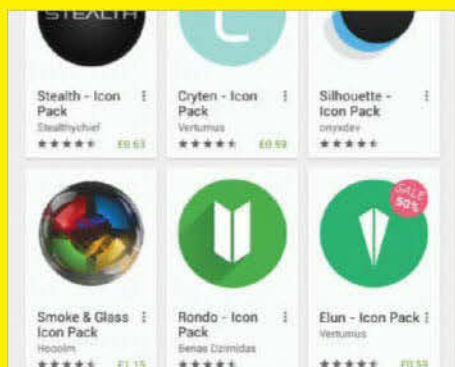 STEALTH
Stealth - Icon Pack
Stealthychief
£0.63
Cryten - Icon Pack
Vertumus
£0.59
Silhouette - Icon Pack
onyxdev
Smoke & Glass Icon Pack
Hooolm
£1.15
Rondo - Icon Pack
Benas Dzimidas
Elun - Icon Pack
Vertumus
£0.59
SALE
50%